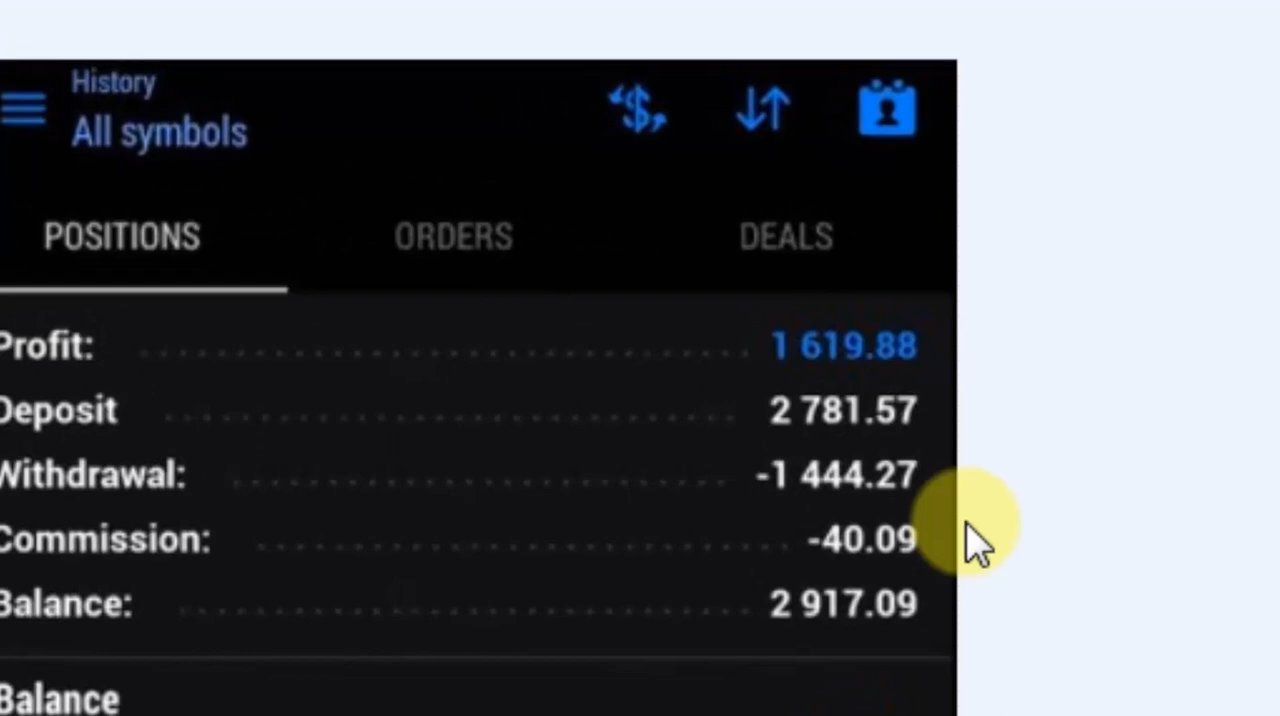 History
All symbols
POSITIONS ORDERS DEALS
Profit: 1 619.88
Deposit 2 781.57
Withdrawal: -1 444.27
Commission: -40.09
Balance: 2 917.09
Balance